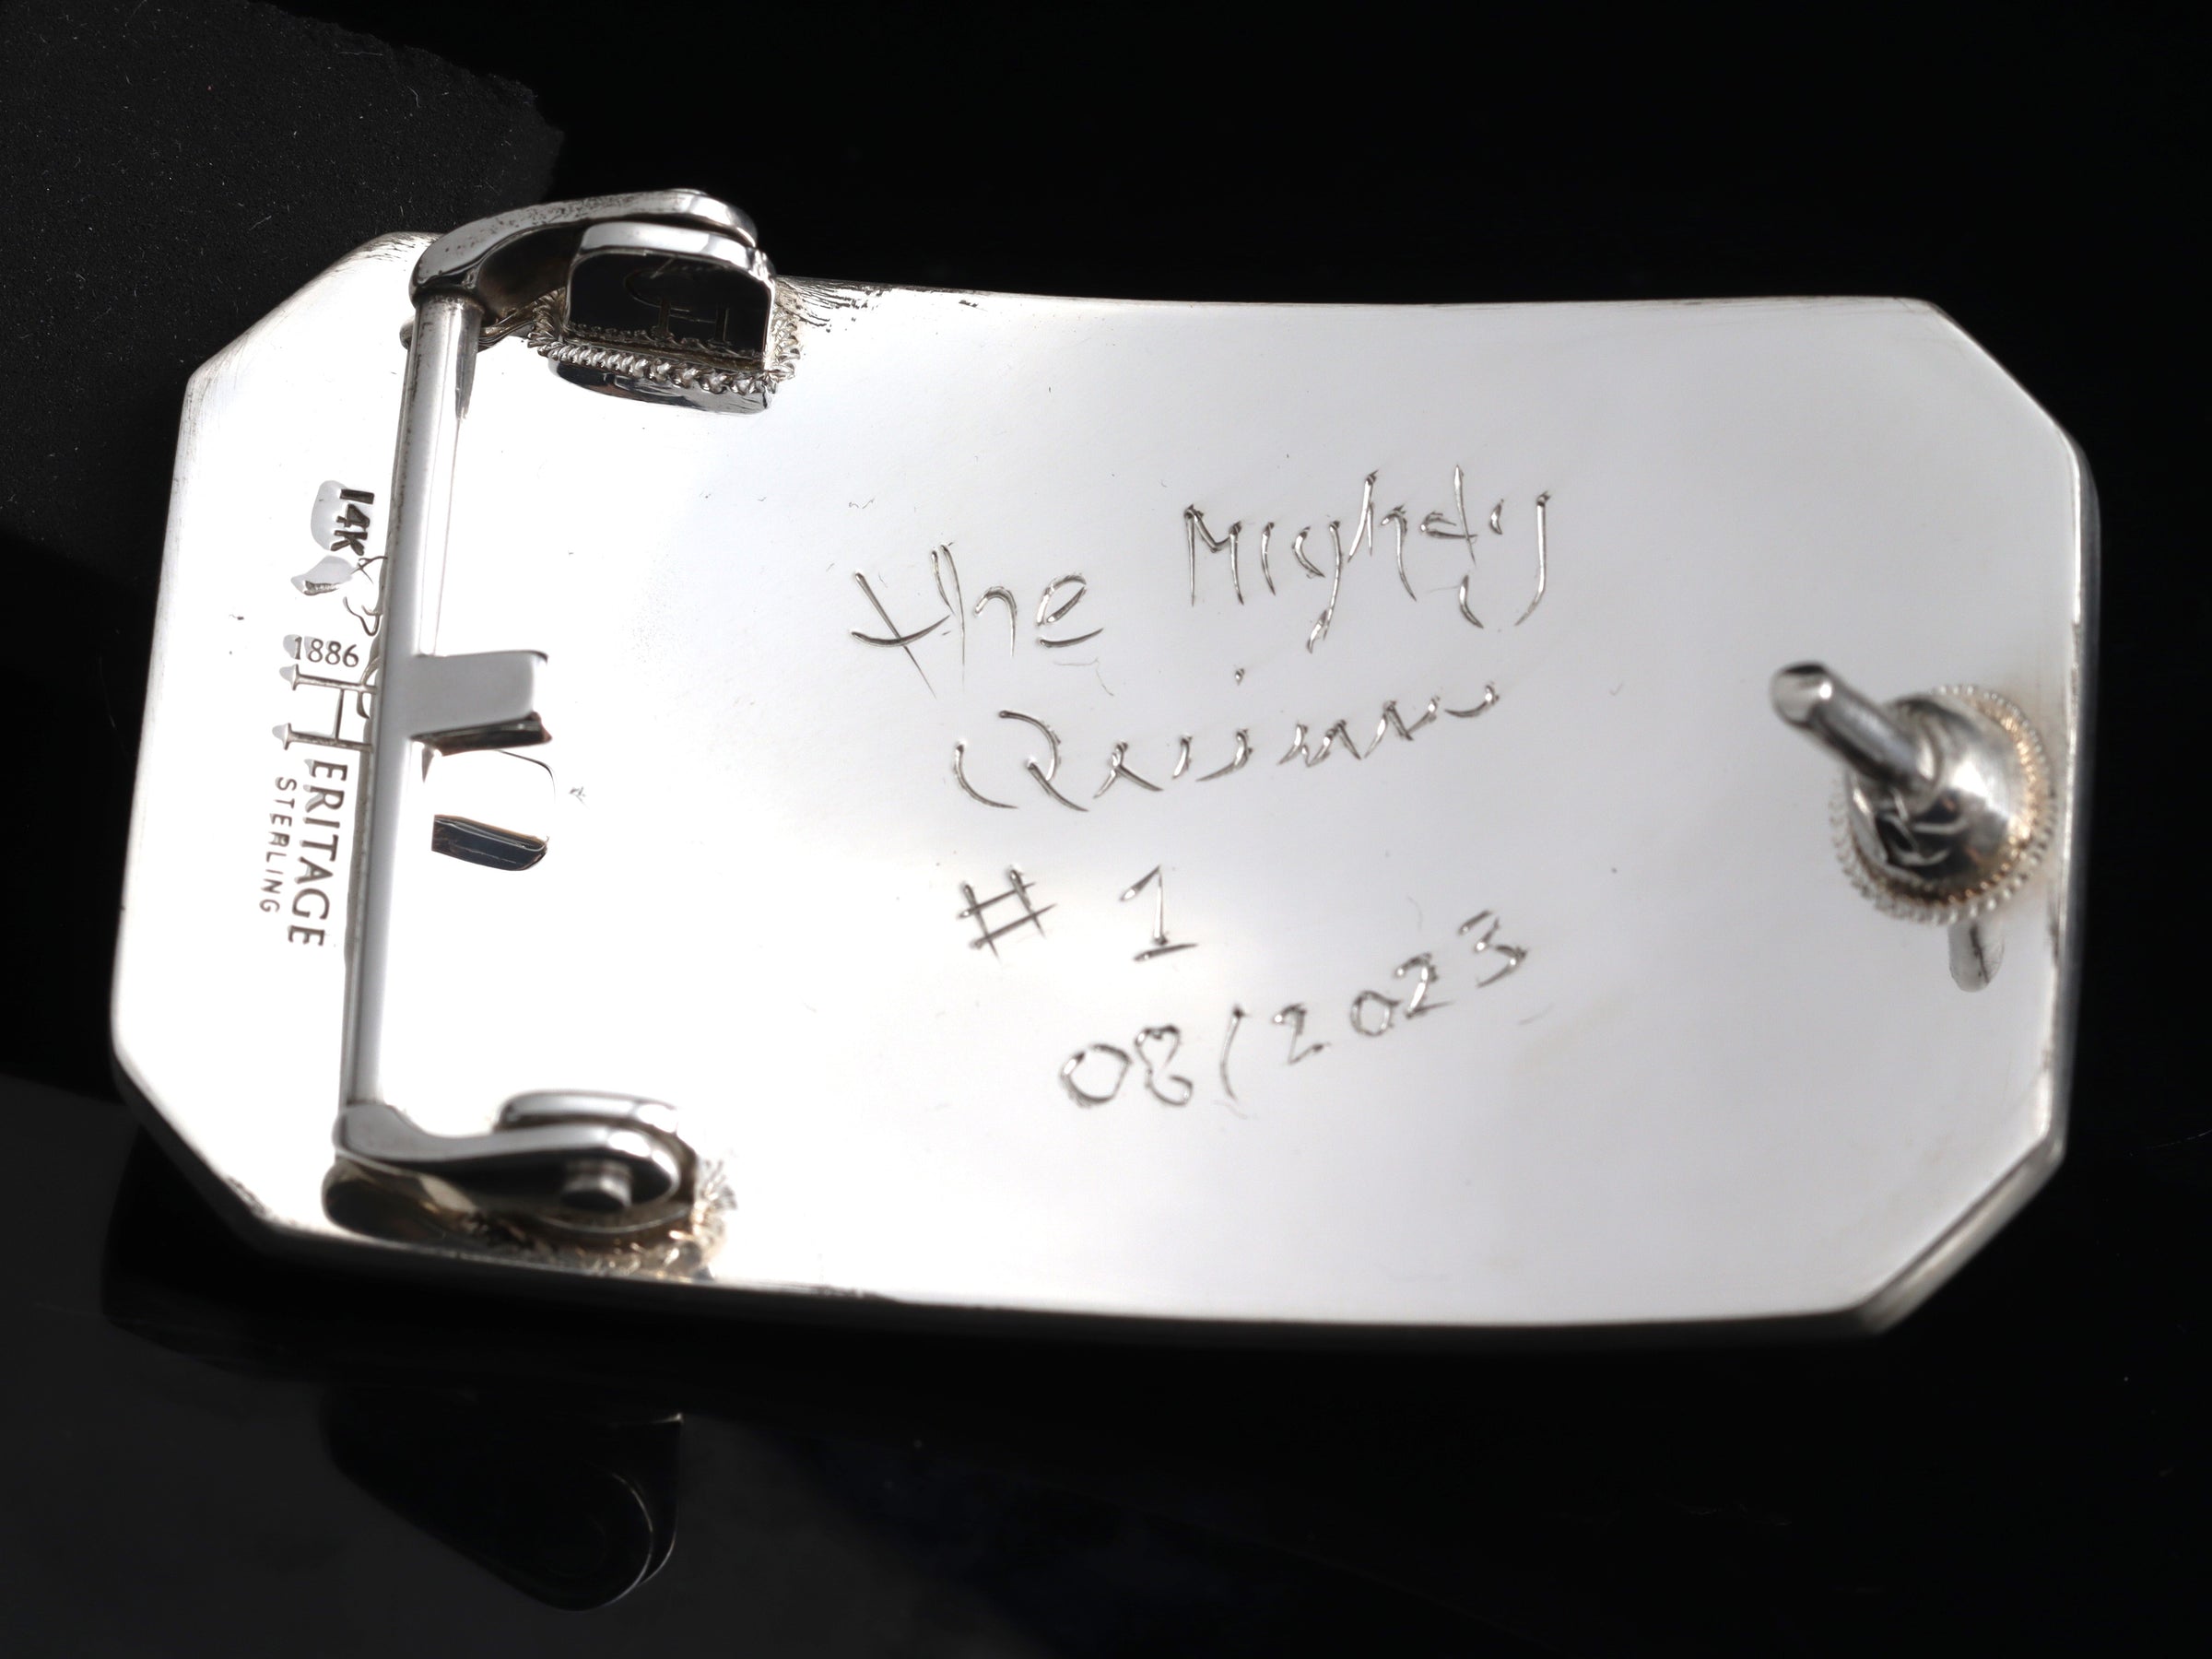 the Mighty
# 1
08/2023
14K
1886
HERITAGE
STERLING